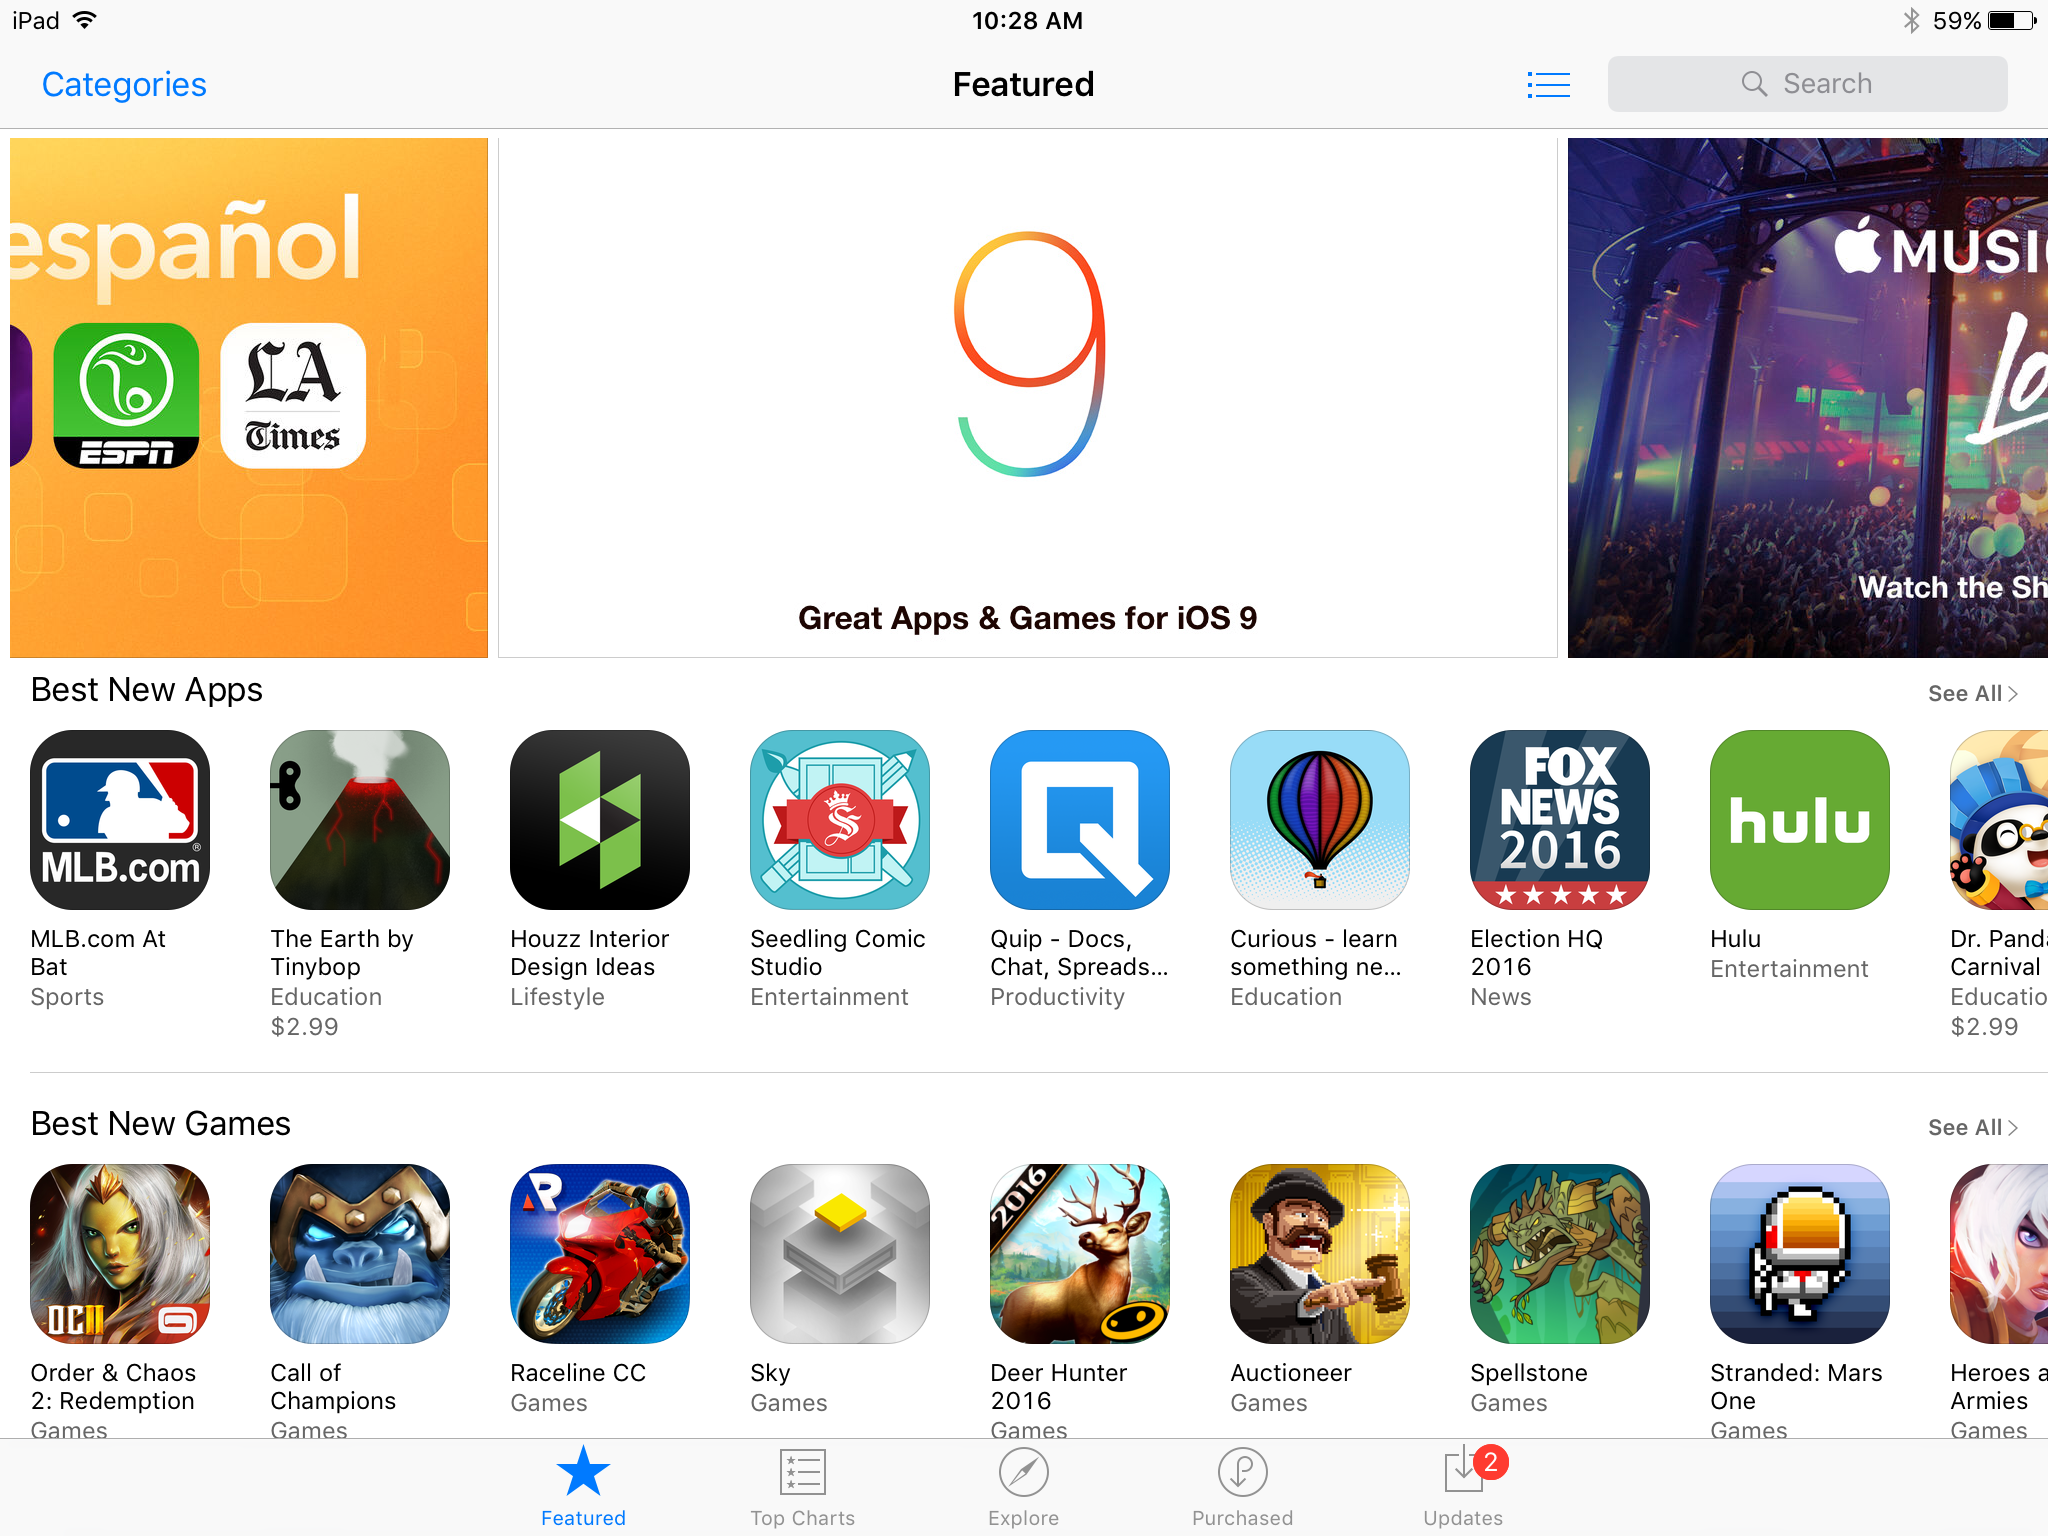 iPad
10:28 AM
59%
Categories
Featured
Search
español
ESPN
LA
Times
9
Great Apps & Games for iOS 9
MUSIC
Lo
Watch the Sh
Best New Apps
See All
MLB.com
®
S
FOX
NEWS
2016
hulu
MLB.com At
Bat
Sports
The Earth by
Tinybop
Education
$2.99
Houzz Interior
Design Ideas
Lifestyle
Seedling Comic
Studio
Entertainment
Quip - Docs,
Chat, Spreads...
Productivity
Curious - learn
something ne...
Education
Election HQ
2016
News
Hulu
Entertainment
Dr. Panda
Carnival
Educatio
$2.99
Best New Games
See All
OC II
R
2016
Order & Chaos
2: Redemption
Games
Call of
Champions
Games
Raceline CC
Games
Sky
Games
Deer Hunter
2016
Games
Auctioneer
Games
Spellstone
Games
Stranded: Mars
One
Games
Heroes a
Armies
Games
Featured
Top Charts
Explore
Purchased
2
Updates